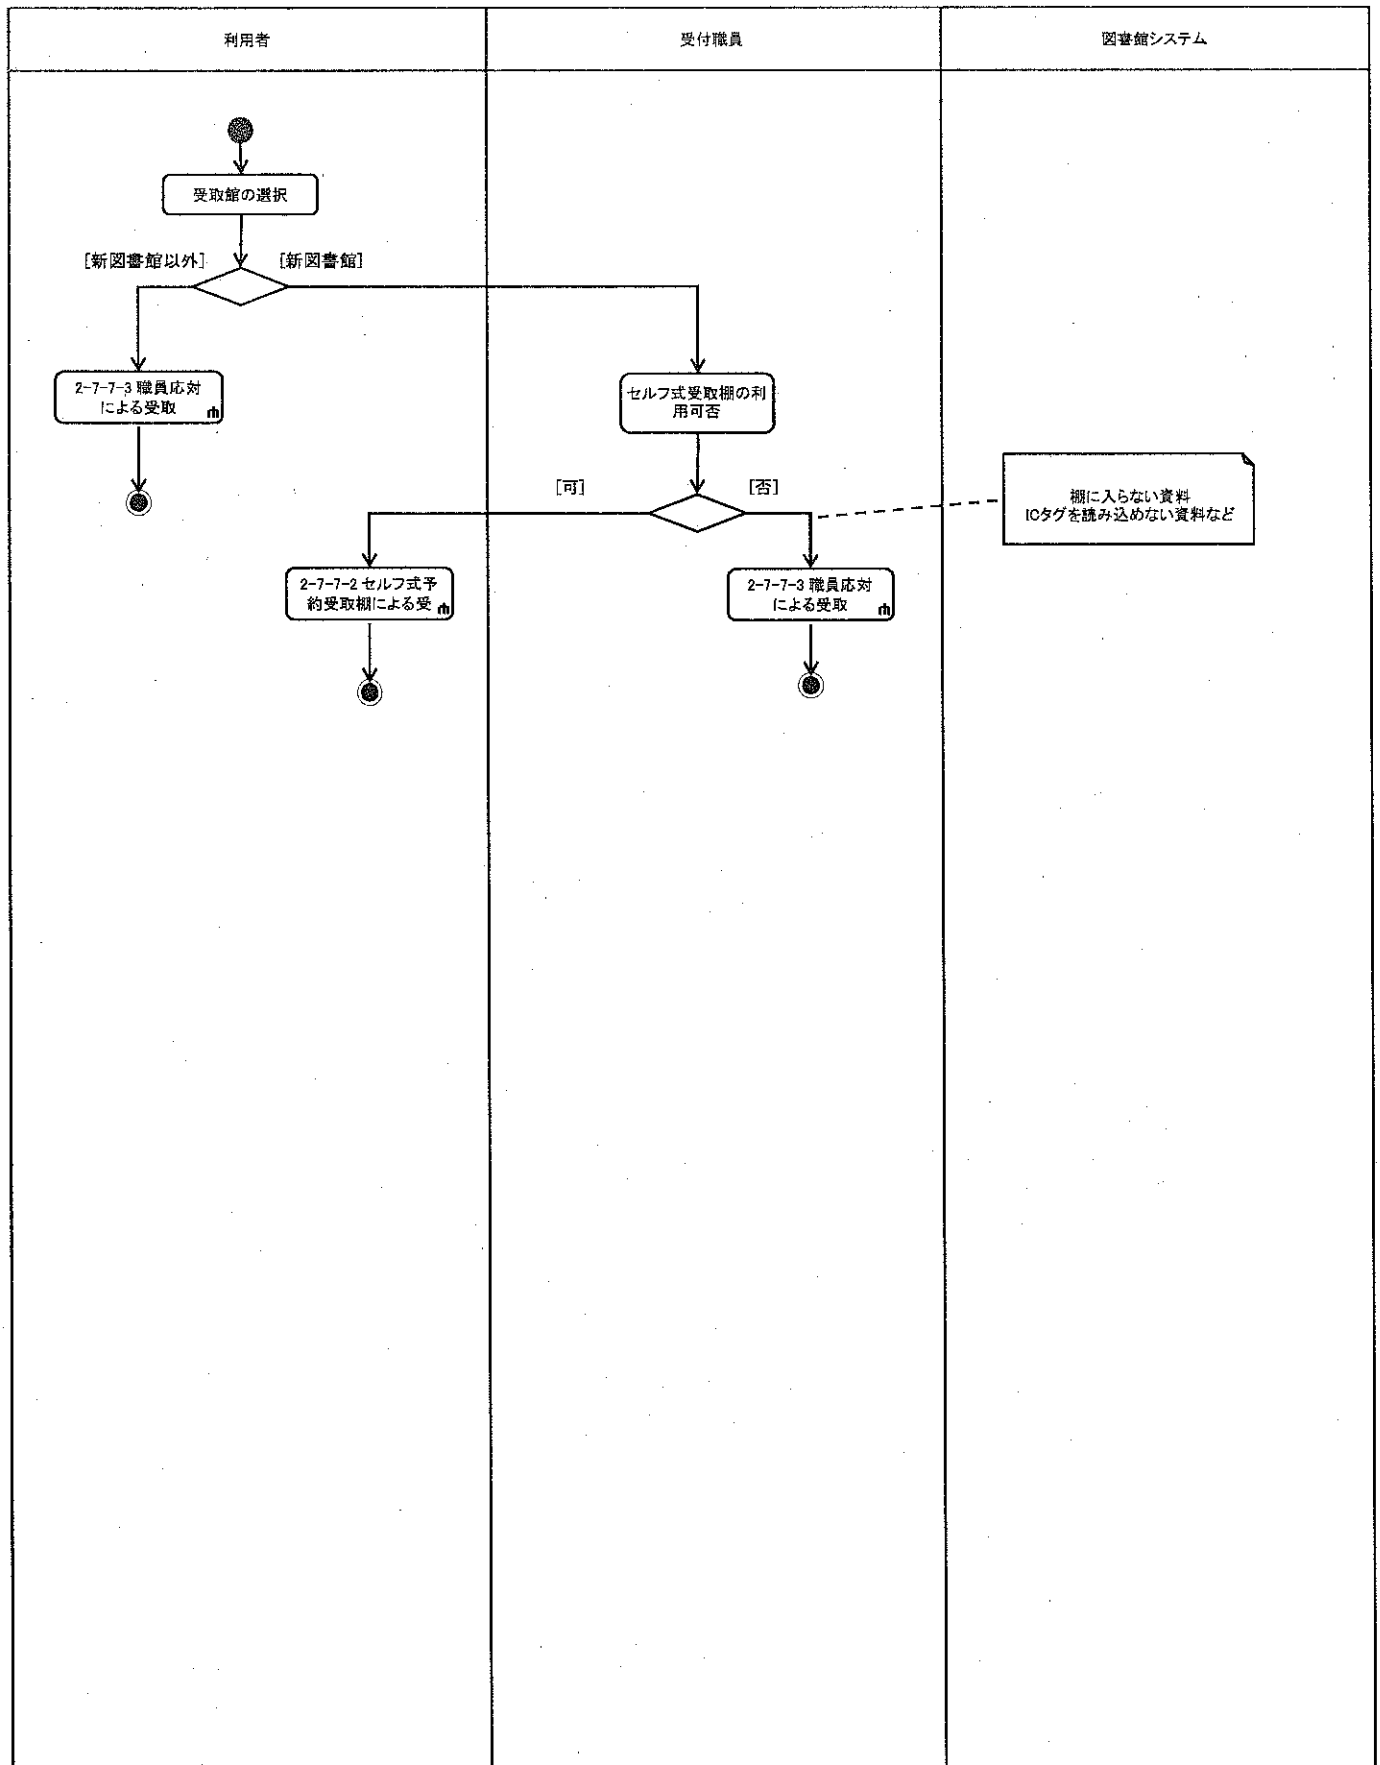 利用者
受付職員
図書館システム
受取館の選択
[新図書館以外]
[新図書館]
2-7-7-3 職員応対
による受取
セルフ式受取棚の利
用可否
[可]
[否]
棚に入らない資料
ICタグを読み込めない資料など
2-7-7-2 セルフ式予
約受取棚による受
2-7-7-3 職員応対
による受取